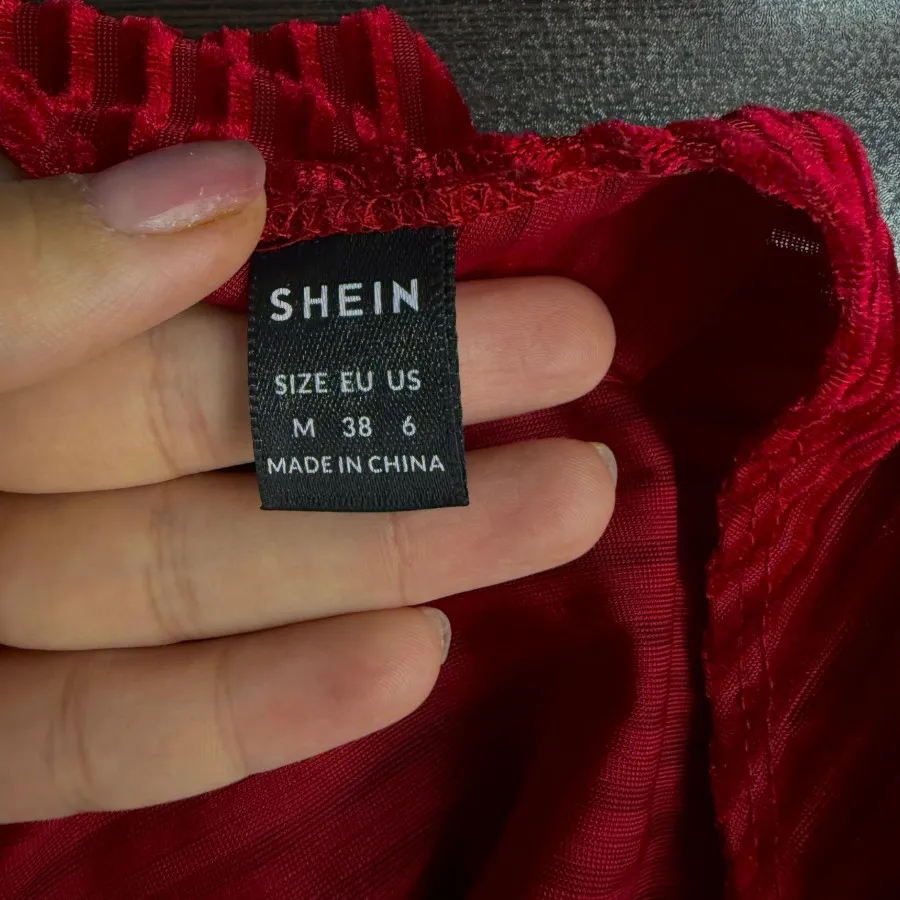 SHEIN
SIZE EU US
M 38 6
MADE IN CHINA